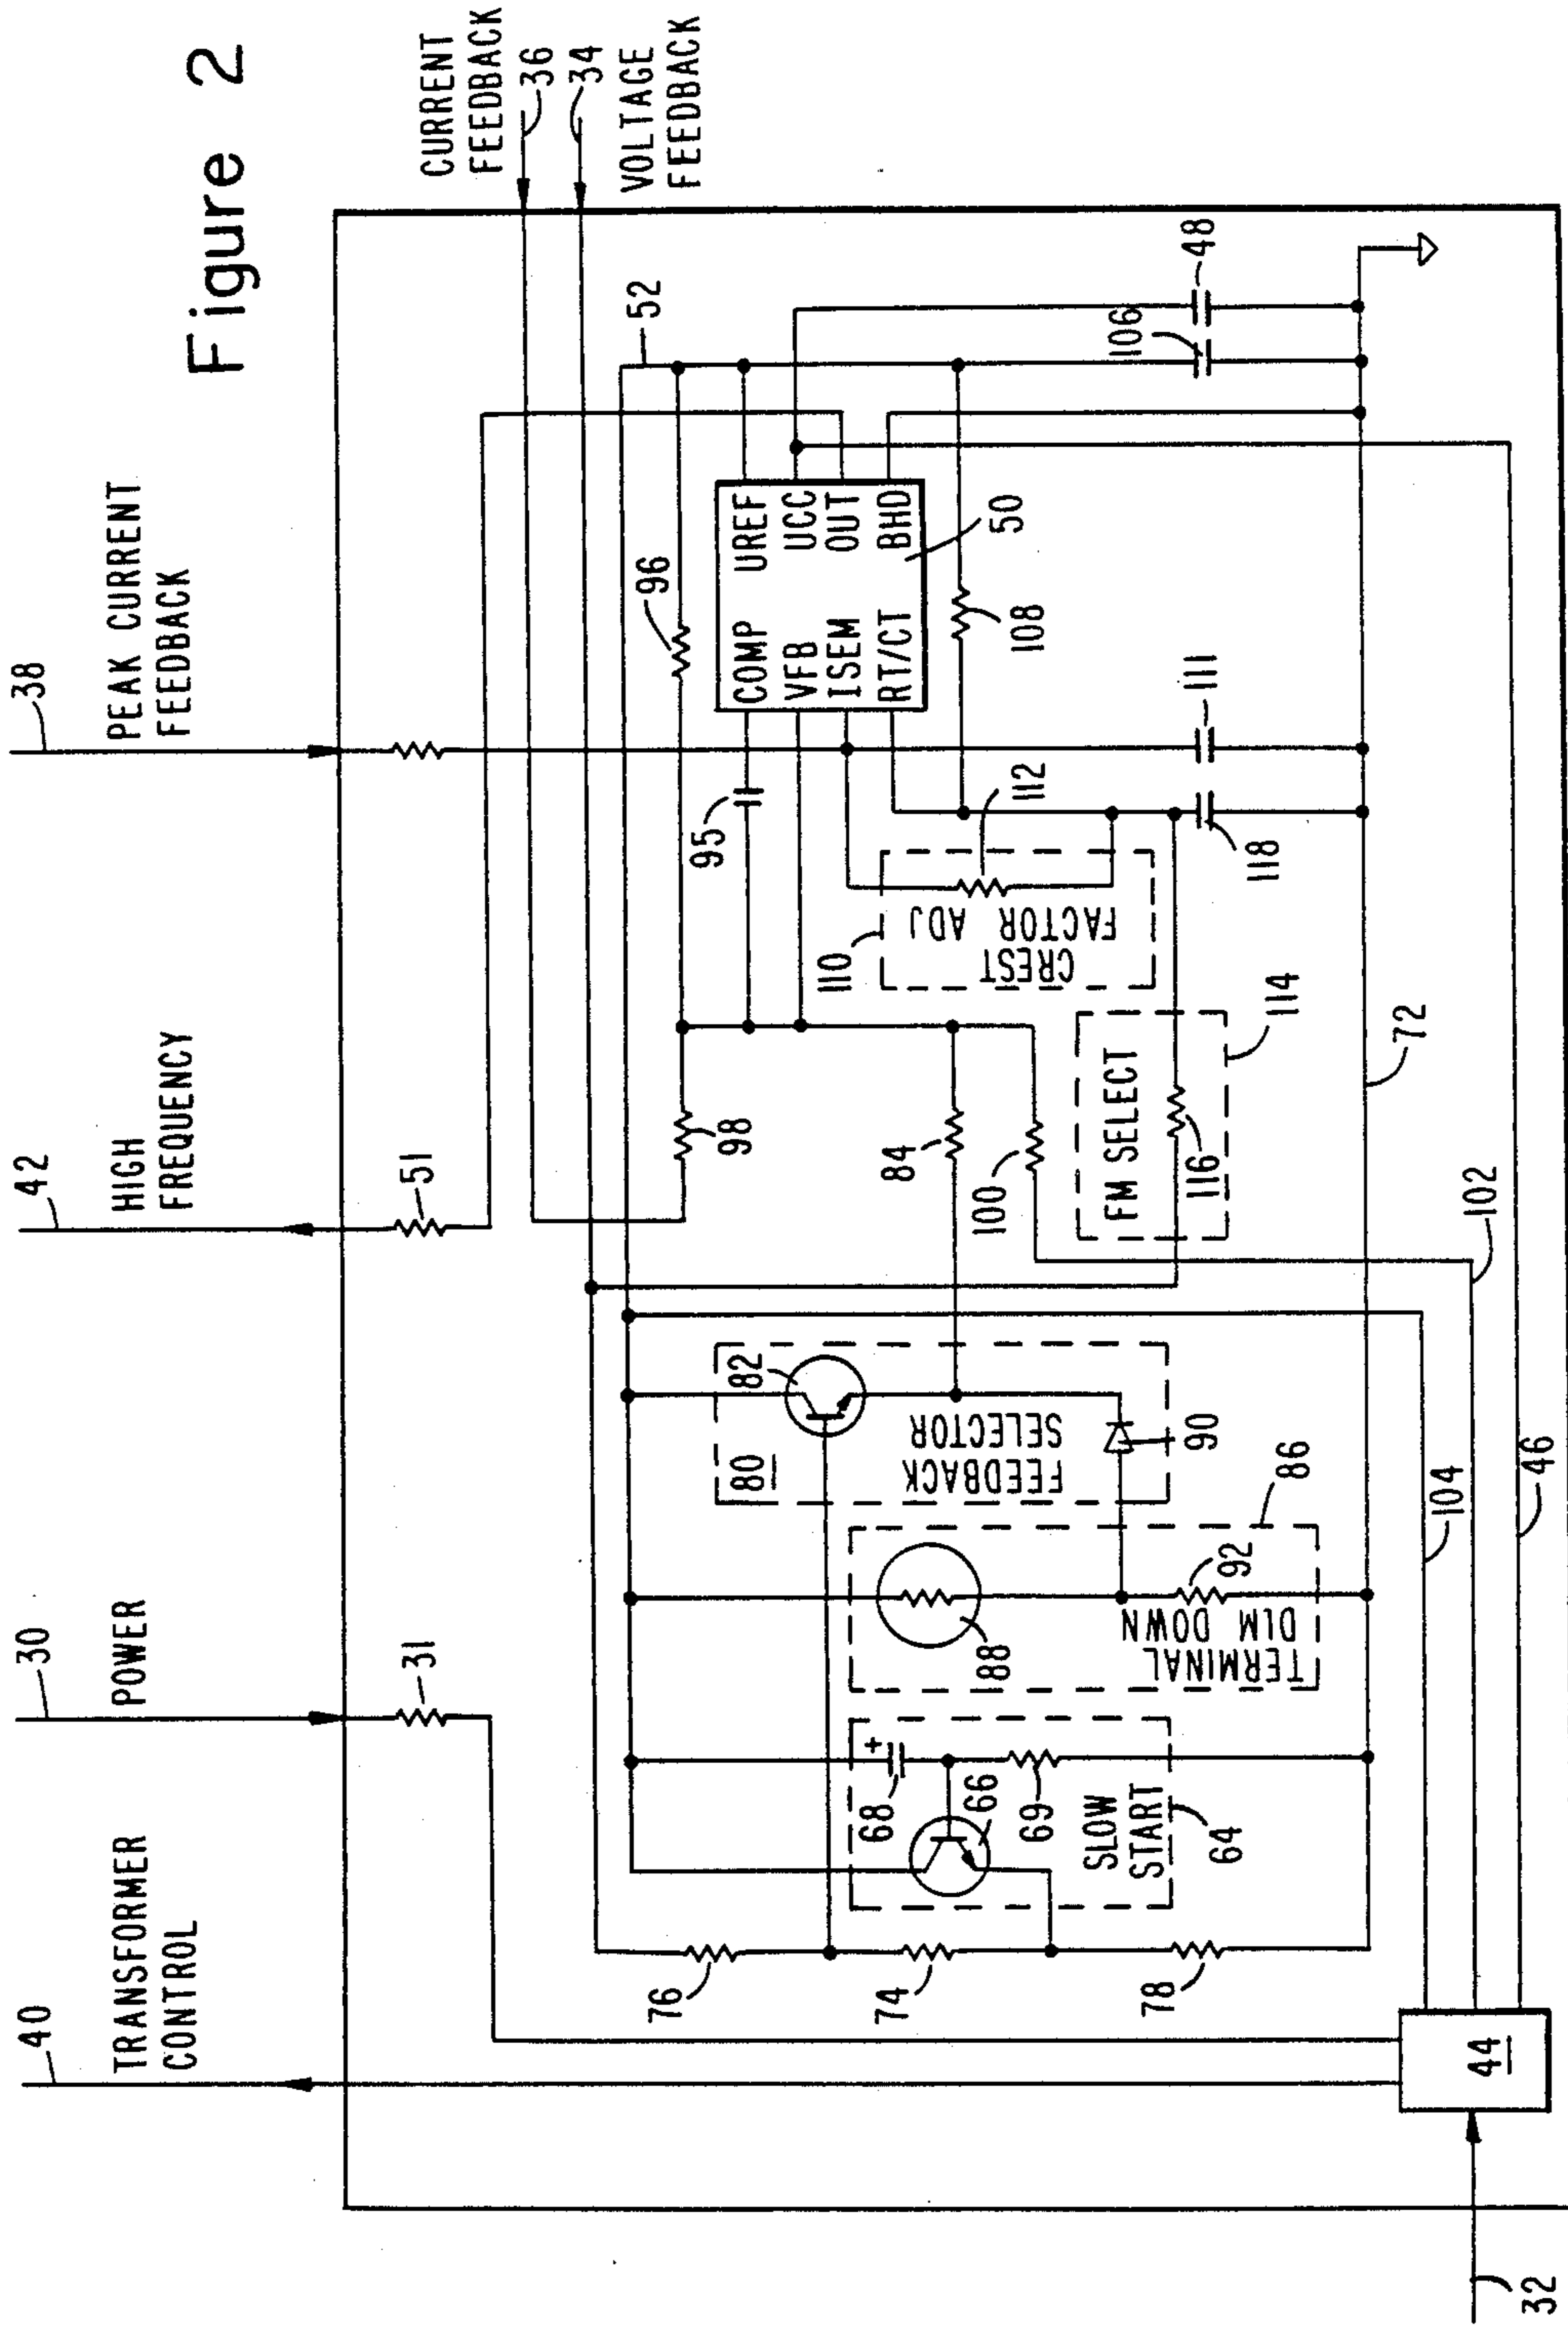 Figure 2
40
TRANSFORMER
CONTROL
30
POWER
31
42
HIGH
FREQUENCY
51
38
PEAK CURRENT
FEEDBACK
CURRENT
FEEDBACK
36
34
VOLTAGE
FEEDBACK
52
96
98
95
COMP UREF
VFB UCC
ISEM OUT
RT/CT BHD
50
108
106
48
111
118
112
110
CREST
FACTOR ADJ
84
100
FM SELECT
116
114
72
102
82
80
FEEDBACK
SELECTOR
90
86
88
92
TERMINAL
DIM DOWN
+
68
66
69
SLOW
START
64
76
74
78
104
46
44
32